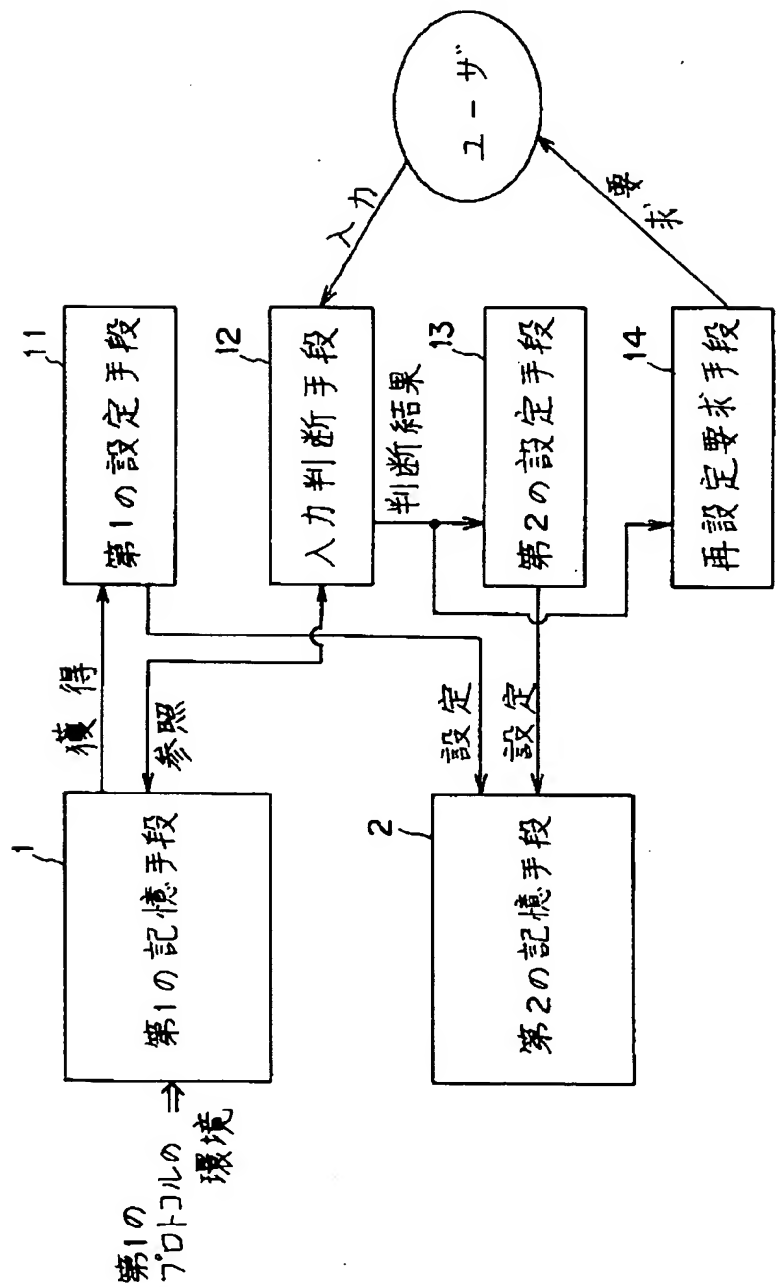 第1の
プロトコルの
環境
1
第1の記憶手段
2
第2の記憶手段
獲得
参照
設定
設定
11
第1の設定手段
12
入力判断手段
判断結果
13
第2の設定手段
14
再設定要求手段
入力
要求
ユーザ